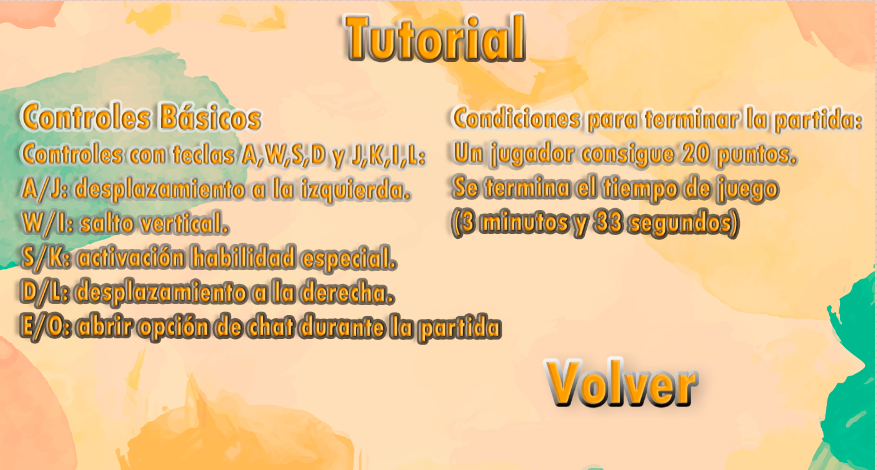 Tutorial
Controles Básicos
Controles con teclas A,W,S,D y J,K,I,L:
A/J: desplazamiento a la izquierda.
W/I: salto vertical.
S/K: activación habilidad especial.
D/L: desplazamiento a la derecha.
E/O: abrir opción de chat durante la partida
Condiciones para terminar la partida:
Un jugador consigue 20 puntos.
Se termina el tiempo de juego
(3 minutos y 33 segundos)
Volver